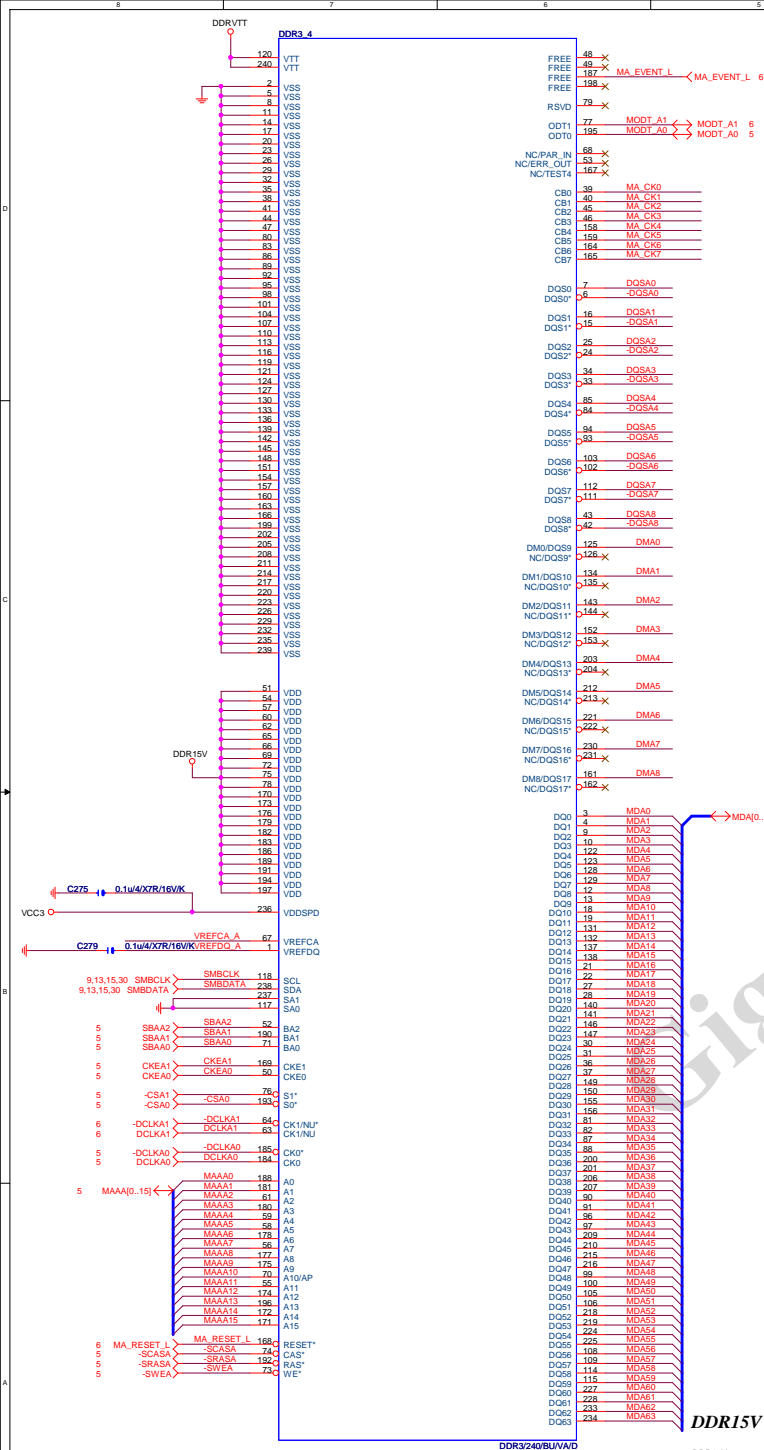 8 7 6 5
DDRVTT
DDR3_4
120 VTT
240 VTT
2 VSS
5 VSS
8 VSS
11 VSS
14 VSS
17 VSS
20 VSS
23 VSS
26 VSS
29 VSS
32 VSS
35 VSS
38 VSS
41 VSS
44 VSS
47 VSS
80 VSS
83 VSS
86 VSS
89 VSS
92 VSS
95 VSS
98 VSS
101 VSS
104 VSS
107 VSS
110 VSS
113 VSS
116 VSS
119 VSS
121 VSS
124 VSS
127 VSS
130 VSS
133 VSS
136 VSS
139 VSS
142 VSS
145 VSS
148 VSS
151 VSS
154 VSS
157 VSS
160 VSS
163 VSS
166 VSS
199 VSS
202 VSS
205 VSS
208 VSS
211 VSS
214 VSS
217 VSS
220 VSS
223 VSS
226 VSS
229 VSS
232 VSS
235 VSS
239 VSS
51 VDD
54 VDD
57 VDD
60 VDD
62 VDD
65 VDD
66 VDD
69 VDD
72 VDD
DDR15V
75 VDD
78 VDD
170 VDD
173 VDD
176 VDD
179 VDD
182 VDD
183 VDD
186 VDD
189 VDD
191 VDD
194 VDD
197 VDD
C275 0.1u/4/X7R/16V/K
VCC3 236 VDDSPD
VREFCA_A 67 VREFCA
C279 0.1u/4/X7R/16V/K VREFDQ_A 1 VREFDQ
9,13,15,30 SMBCLK SMBCLK 118 SCL
9,13,15,30 SMBDATA SMBDATA 238 SDA
237 SA1
117 SA0
5 SBAA2 SBAA2 52 BA2
5 SBAA1 SBAA1 190 BA1
5 SBAA0 SBAA0 71 BA0
5 CKEA1 CKEA1 169 CKE1
5 CKEA0 CKEA0 50 CKE0
5 -CSA1 76 S1*
5 -CSA0 -CSA0 193 S0*
6 -DCLKA1 -DCLKA1 64 CK1/NU*
6 DCLKA1 DCLKA1 63 CK1/NU
5 -DCLKA0 -DCLKA0 185 CK0*
5 DCLKA0 DCLKA0 184 CK0
5 MAAA[0..15]
MAAA0 188 A0
MAAA1 181 A1
MAAA2 61 A2
MAAA3 180 A3
MAAA4 59 A4
MAAA5 58 A5
MAAA6 178 A6
MAAA7 56 A7
MAAA8 177 A8
MAAA9 175 A9
MAAA10 70 A10/AP
MAAA11 55 A11
MAAA12 174 A12
MAAA13 196 A13
MAAA14 172 A14
MAAA15 171 A15
6 MA_RESET_L MA_RESET_L 168 RESET*
5 -SCASA -SCASA 74 CAS*
5 -SRASA -SRASA 192 RAS*
5 -SWEA -SWEA 73 WE*
FREE 48
FREE 49
FREE 187 MA_EVENT_L MA_EVENT_L 6
FREE 198
RSVD 79
ODT1 77 MODT_A1 MODT_A1 6
ODT0 195 MODT_A0 MODT_A0 5
NC/PAR_IN 68
NC/ERR_OUT 53
NC/TEST4 167
CB0 39 MA_CK0
CB1 40 MA_CK1
CB2 45 MA_CK2
CB3 46 MA_CK3
CB4 158 MA_CK4
CB5 159 MA_CK5
CB6 164 MA_CK6
CB7 165 MA_CK7
DQS0 7 DQSA0
DQS0* 6 -DQSA0
DQS1 16 DQSA1
DQS1* 15 -DQSA1
DQS2 25 DQSA2
DQS2* 24 -DQSA2
DQS3 34 DQSA3
DQS3* 33 -DQSA3
DQS4 85 DQSA4
DQS4* 84 -DQSA4
DQS5 94 DQSA5
DQS5* 93 -DQSA5
DQS6 103 DQSA6
DQS6* 102 -DQSA6
DQS7 112 DQSA7
DQS7* 111 -DQSA7
DQS8 43 DQSA8
DQS8* 42 -DQSA8
DM0/DQS9 125 DMA0
NC/DQS9* 126
DM1/DQS10 134 DMA1
NC/DQS10* 135
DM2/DQS11 143 DMA2
NC/DQS11* 144
DM3/DQS12 152 DMA3
NC/DQS12* 153
DM4/DQS13 203 DMA4
NC/DQS13* 204
DM5/DQS14 212 DMA5
NC/DQS14* 213
DM6/DQS15 221 DMA6
NC/DQS15* 222
DM7/DQS16 230 DMA7
NC/DQS16* 231
DM8/DQS17 161 DMA8
NC/DQS17* 162
DQ0 3 MDA0 MDA[0..
DQ1 4 MDA1
DQ2 9 MDA2
DQ3 10 MDA3
DQ4 122 MDA4
DQ5 123 MDA5
DQ6 128 MDA6
DQ7 129 MDA7
DQ8 12 MDA8
DQ9 13 MDA9
DQ10 18 MDA10
DQ11 19 MDA11
DQ12 131 MDA12
DQ13 132 MDA13
DQ14 137 MDA14
DQ15 138 MDA15
DQ16 21 MDA16
DQ17 22 MDA17
DQ18 27 MDA18
DQ19 28 MDA19
DQ20 140 MDA20
DQ21 141 MDA21
DQ22 146 MDA22
DQ23 147 MDA23
DQ24 30 MDA24
DQ25 31 MDA25
DQ26 36 MDA26
DQ27 37 MDA27
DQ28 149 MDA28
DQ29 150 MDA29
DQ30 155 MDA30
DQ31 156 MDA31
DQ32 81 MDA32
DQ33 82 MDA33
DQ34 87 MDA34
DQ35 88 MDA35
DQ36 200 MDA36
DQ37 201 MDA37
DQ38 206 MDA38
DQ39 207 MDA39
DQ40 90 MDA40
DQ41 91 MDA41
DQ42 96 MDA42
DQ43 97 MDA43
DQ44 209 MDA44
DQ45 210 MDA45
DQ46 215 MDA46
DQ47 216 MDA47
DQ48 99 MDA48
DQ49 100 MDA49
DQ50 105 MDA50
DQ51 106 MDA51
DQ52 218 MDA52
DQ53 219 MDA53
DQ54 224 MDA54
DQ55 225 MDA55
DQ56 108 MDA56
DQ57 109 MDA57
DQ58 114 MDA58
DQ59 115 MDA59
DQ60 227 MDA60
DQ61 228 MDA61
DQ62 233 MDA62
DQ63 234 MDA63
DDR3/240/BU/VA/D
DDR15V
D
C
B
A
Gig